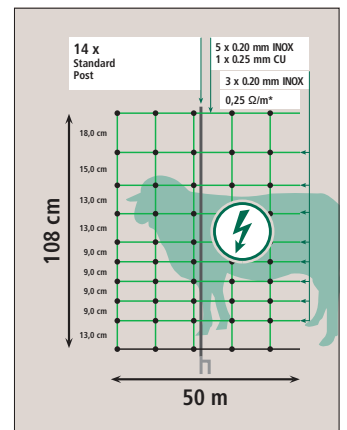 14 x
Standard
Post
5 x 0.20 mm INOX
1 x 0.25 mm CU
3 x 0.20 mm INOX
0,25 Ω/m*
18,0 cm
15,0 cm
13,0 cm
13,0 cm
9,0 cm
9,0 cm
9,0 cm
9,0 cm
13,0 cm
108 cm
50 m